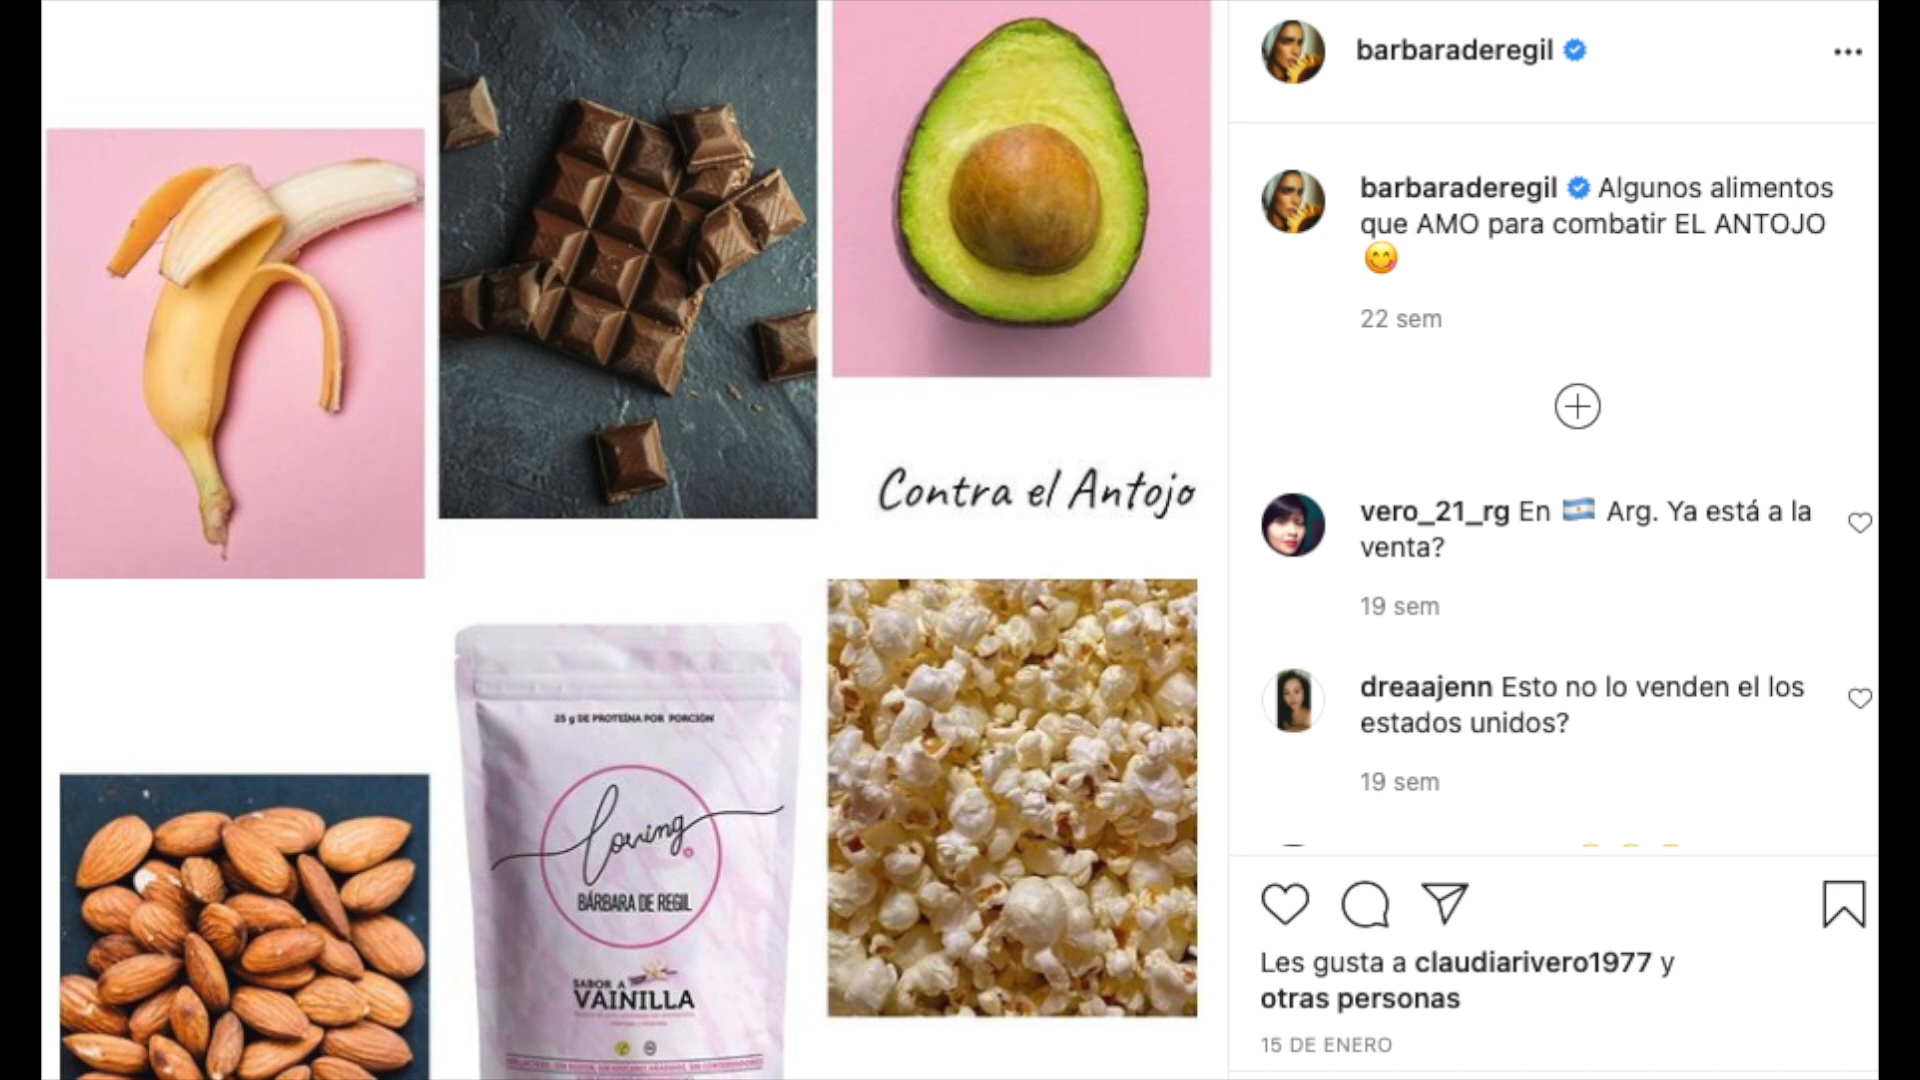 Contra el Antojo
25 g DE PROTEÍNA POR PORCIÓN
loving
BÁRBARA DE REGIL
SABOR A
VAINILLA
barbaraderegil
barbaraderegil Algunos alimentos
que AMO para combatir EL ANTOJO
22 sem
vero_21_rg En Arg. Ya está a la
venta?
19 sem
dreaajenn Esto no lo venden el los
estados unidos?
19 sem
Les gusta a claudiarivero1977 y
otras personas
15 DE ENERO